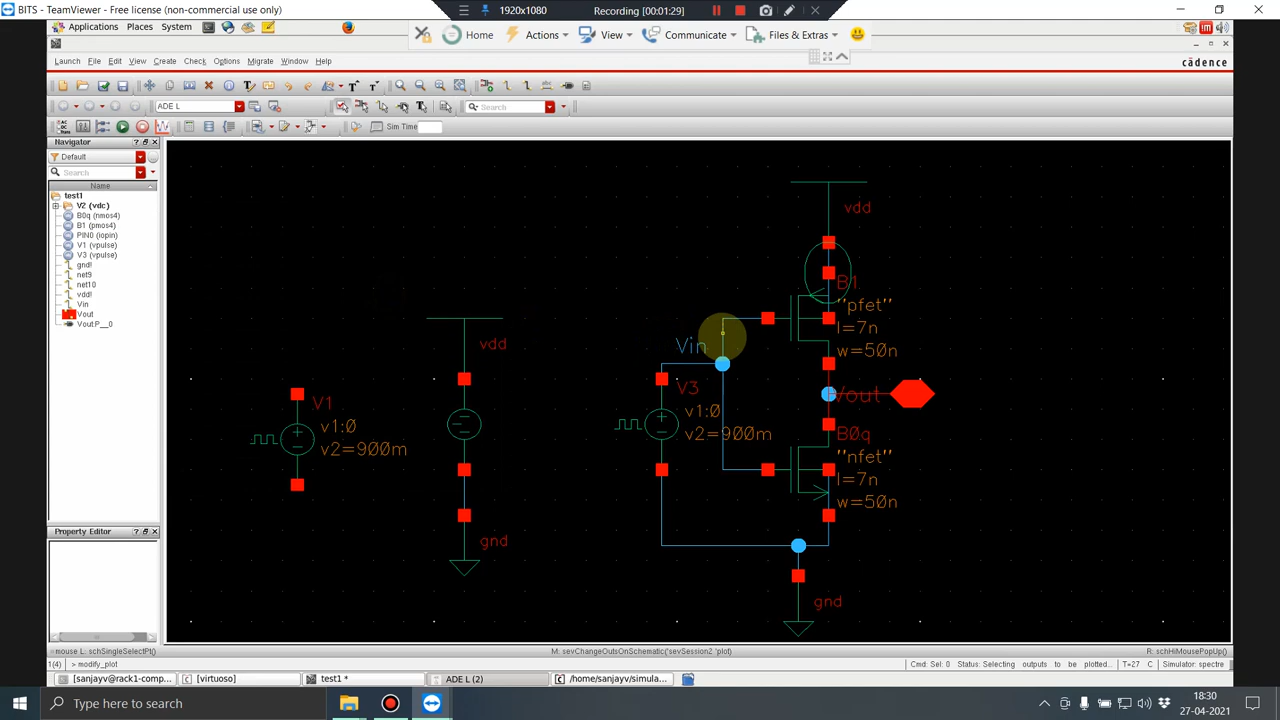 BITS - TeamViewer - Free license (non-commercial use only)
1920x1080
Recording [00:01:29]
Applications Places System
Home Actions View Communicate Files & Extras
Launch File Edit View Create Check Options Migrate Window Help
cādence
ADE L
Search
Sim Time
Navigator
Default
Search
Name
test1
V2 (vdc)
B0q (nmos4)
B1 (pmos4)
PIN0 (iopin)
V1 (vpulse)
V3 (vpulse)
gnd!
net9
net10
vdd!
Vin
Vout
Vout:P__0
Property Editor
vdd
B1
"pfet"
l=7n
w=50n
Vin
vdd
V3
v1:0
v2=900m
Vout
V1
v1:0
v2=900m
B0q
"nfet"
l=7n
w=50n
gnd
gnd
mouse L: schSingleSelectPt() M: sevChangeOutsOnSchematic('sevSession2 'plot) R: schHiMousePopUp()
1(4) > modify_plot Cmd: Sel: 0 Status: Selecting outputs to be plotted... T=27 C Simulator: spectre
[sanjayv@rack1-comp... [virtuoso] test1 * ADE L (2) /home/sanjayv/simula...
Type here to search
ENG
18:30
27-04-2021